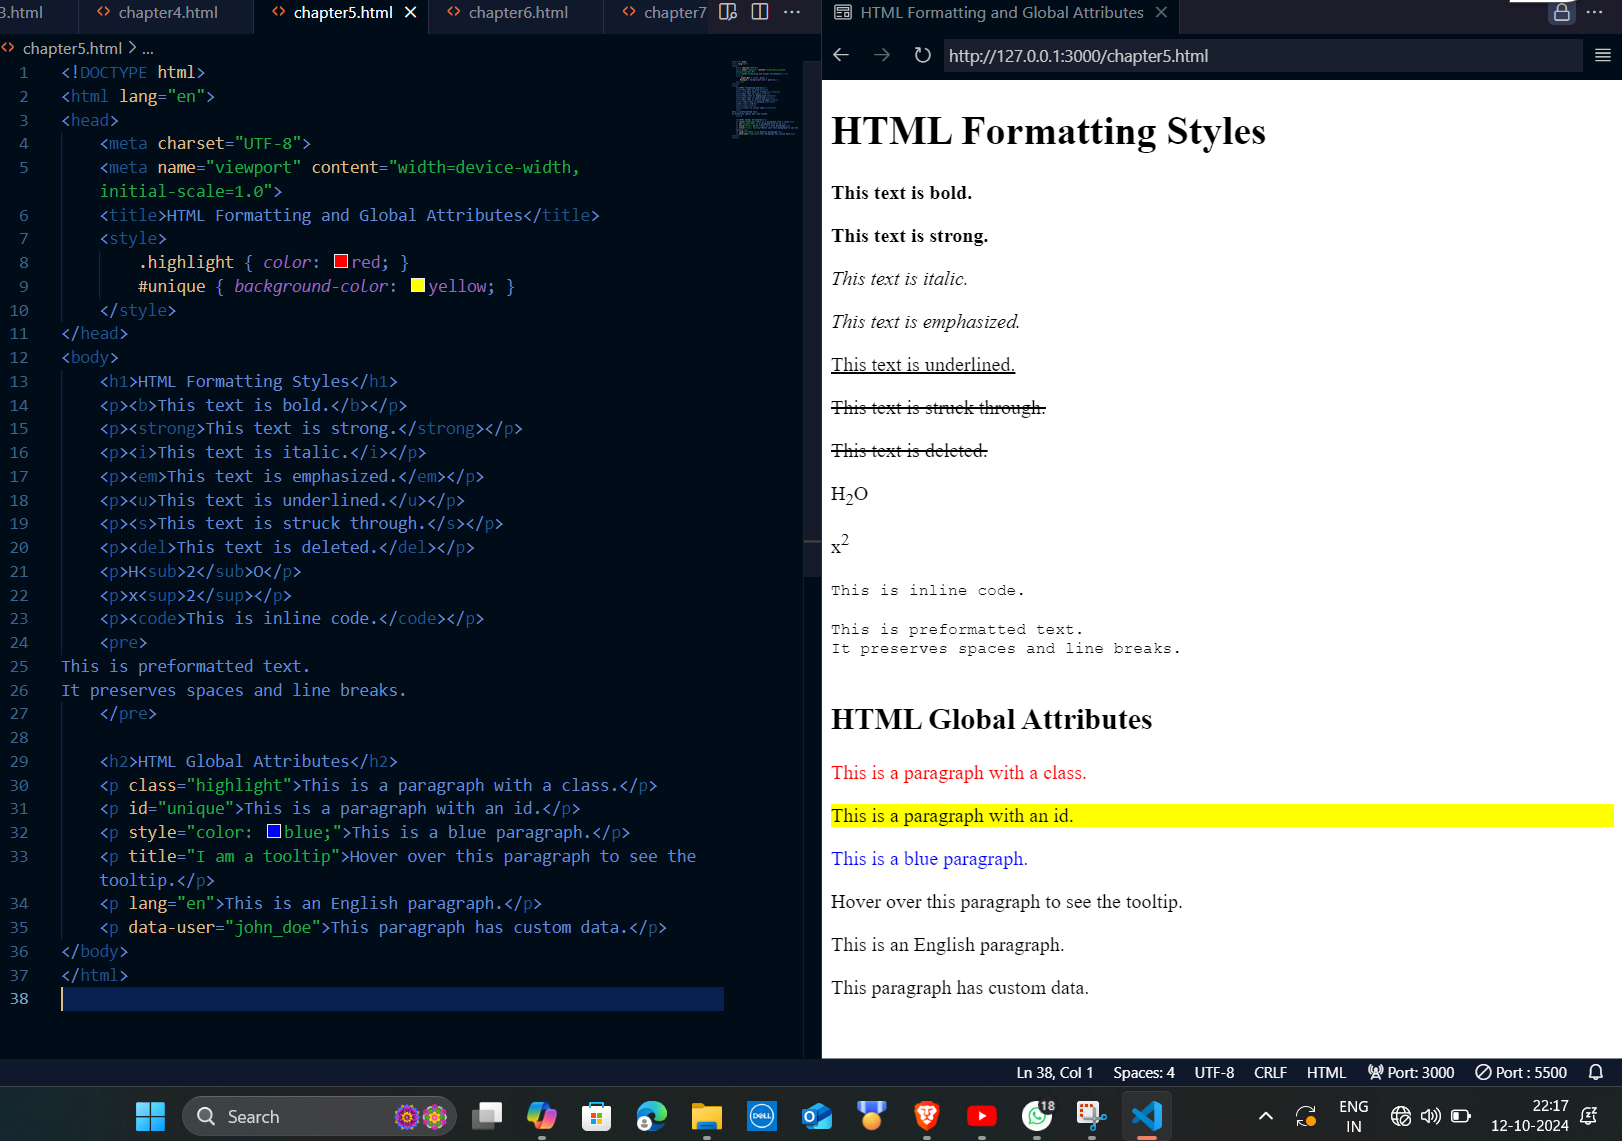 3.html
chapter4.html
chapter5.html
chapter6.html
chapter7
chapter5.html > ...
1 <!DOCTYPE html>
2 <html lang="en">
3 <head>
4 <meta charset="UTF-8">
5 <meta name="viewport" content="width=device-width,
initial-scale=1.0">
6 <title>HTML Formatting and Global Attributes</title>
7 <style>
8 .highlight { color: red; }
9 #unique { background-color: yellow; }
10 </style>
11 </head>
12 <body>
13 <h1>HTML Formatting Styles</h1>
14 <p><b>This text is bold.</b></p>
15 <p><strong>This text is strong.</strong></p>
16 <p><i>This text is italic.</i></p>
17 <p><em>This text is emphasized.</em></p>
18 <p><u>This text is underlined.</u></p>
19 <p><s>This text is struck through.</s></p>
20 <p><del>This text is deleted.</del></p>
21 <p>H<sub>2</sub>O</p>
22 <p>x<sup>2</sup></p>
23 <p><code>This is inline code.</code></p>
24 <pre>
25 This is preformatted text.
26 It preserves spaces and line breaks.
27 </pre>
28
29 <h2>HTML Global Attributes</h2>
30 <p class="highlight">This is a paragraph with a class.</p>
31 <p id="unique">This is a paragraph with an id.</p>
32 <p style="color: blue;">This is a blue paragraph.</p>
33 <p title="I am a tooltip">Hover over this paragraph to see the
tooltip.</p>
34 <p lang="en">This is an English paragraph.</p>
35 <p data-user="john_doe">This paragraph has custom data.</p>
36 </body>
37 </html>
38
HTML Formatting and Global Attributes
http://127.0.0.1:3000/chapter5.html
HTML Formatting Styles
This text is bold.
This text is strong.
This text is italic.
This text is emphasized.
This text is underlined.
This text is struck through.
This text is deleted.
H₂O
x²
This is inline code.
This is preformatted text.
It preserves spaces and line breaks.
HTML Global Attributes
This is a paragraph with a class.
This is a paragraph with an id.
This is a blue paragraph.
Hover over this paragraph to see the tooltip.
This is an English paragraph.
This paragraph has custom data.
Ln 38, Col 1 Spaces: 4 UTF-8 CRLF HTML Port: 3000 Port : 5500
Search
DELL
18
ENG
IN
22:17
12-10-2024